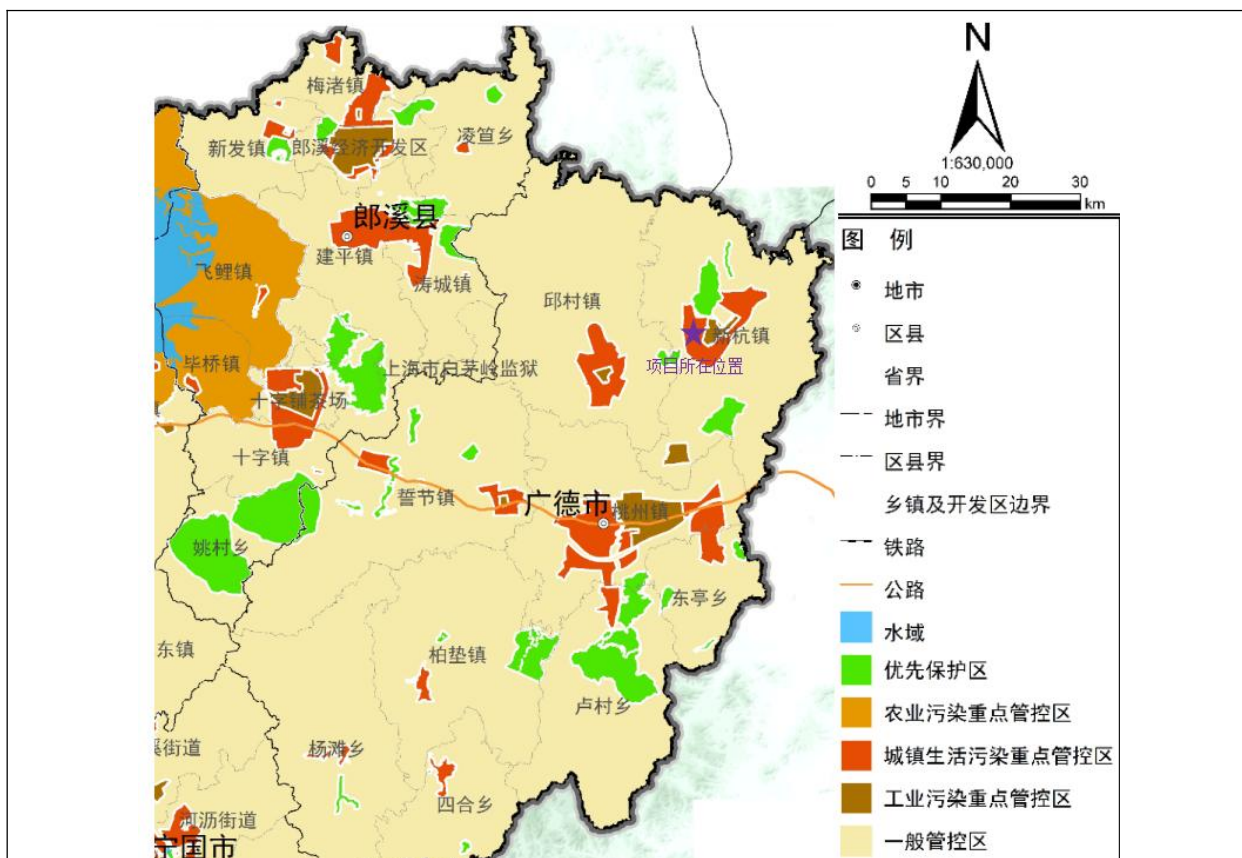 梅渚镇
新发镇
郎溪经济开发区
凌笪乡
郎溪县
建平镇
涛城镇
飞鲤镇
邱村镇
新杭镇
项目所在位置
毕桥镇
上海市白茅岭监狱
十字铺茶场
十字镇
誓节镇
广德市
桃州镇
姚村乡
东亭乡
东镇
柏垫镇
卢村乡
杨滩乡
溪街道
四合乡
河沥街道
宁国市
N
1:630,000
0 5 10 20 30
km
图 例
地市
区县
省界
地市界
区县界
乡镇及开发区边界
铁路
公路
水域
优先保护区
农业污染重点管控区
城镇生活污染重点管控区
工业污染重点管控区
一般管控区